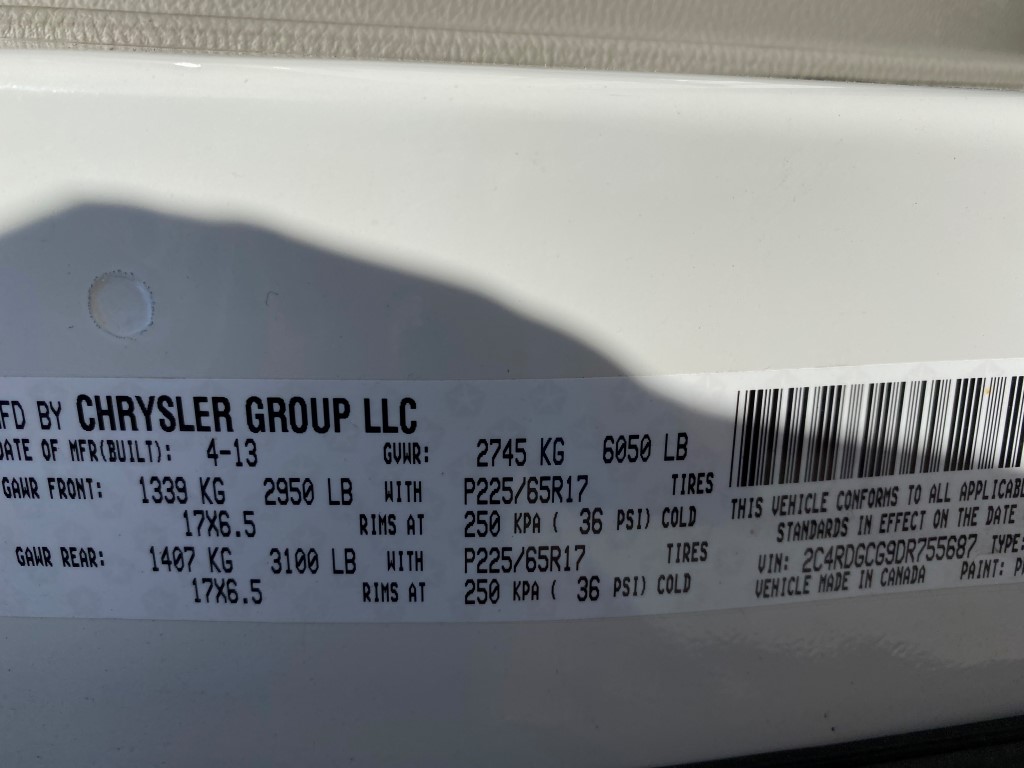 MFD BY CHRYSLER GROUP LLC
DATE OF MFR(BUILT): 4-13 GVWR: 2745 KG 6050 LB
GAWR FRONT: 1339 KG 2950 LB WITH P225/65R17 TIRES
17X6.5 RIMS AT 250 KPA ( 36 PSI) COLD
GAWR REAR: 1407 KG 3100 LB WITH P225/65R17 TIRES
17X6.5 RIMS AT 250 KPA ( 36 PSI) COLD
THIS VEHICLE CONFORMS TO ALL APPLICABLE
STANDARDS IN EFFECT ON THE DATE
VIN: 2C4RDGCG9DR755687 TYPE:
VEHICLE MADE IN CANADA PAINT: